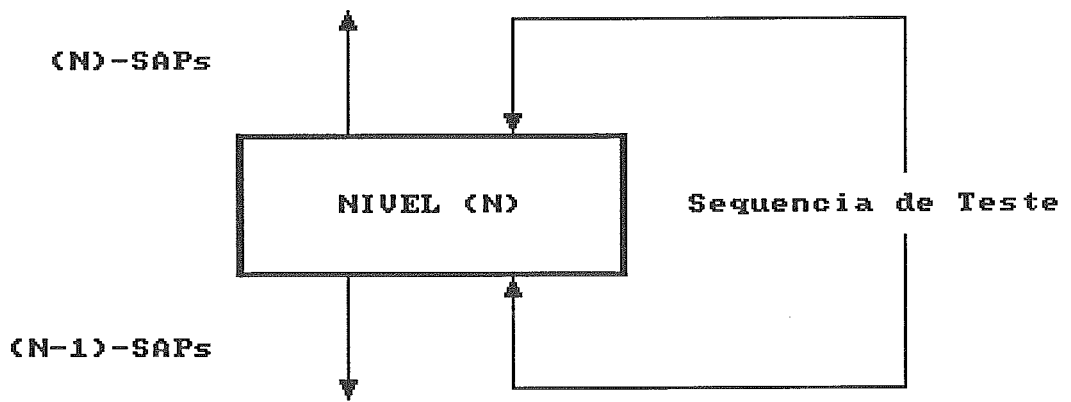 (N)-SAPs
NIVEL (N)
Sequencia de Teste
(N-1)-SAPs